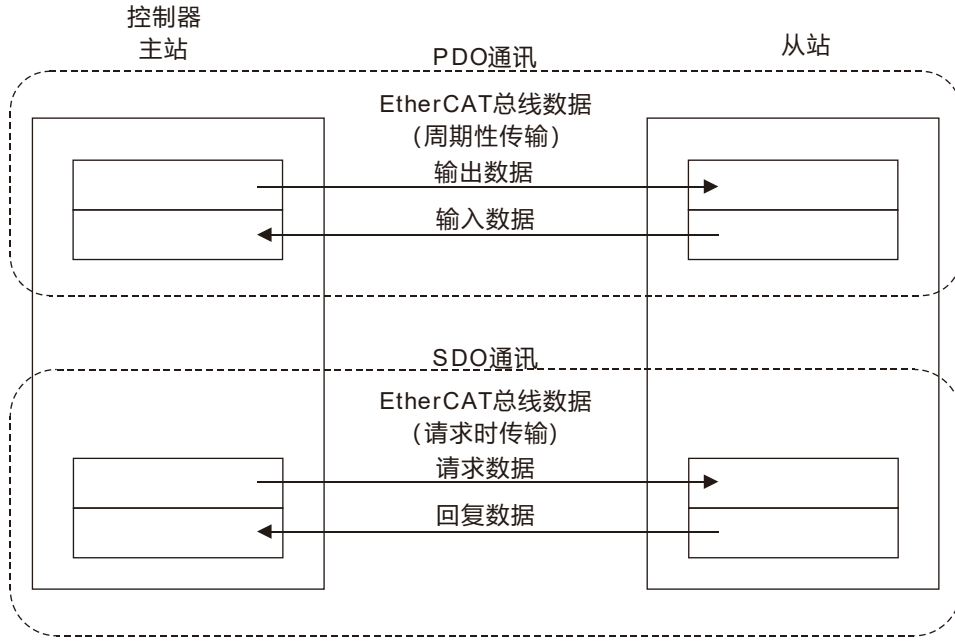 控制器
主站
从站
PDO通讯
EtherCAT总线数据
(周期性传输)
输出数据
输入数据
SDO通讯
EtherCAT总线数据
(请求时传输)
请求数据
回复数据